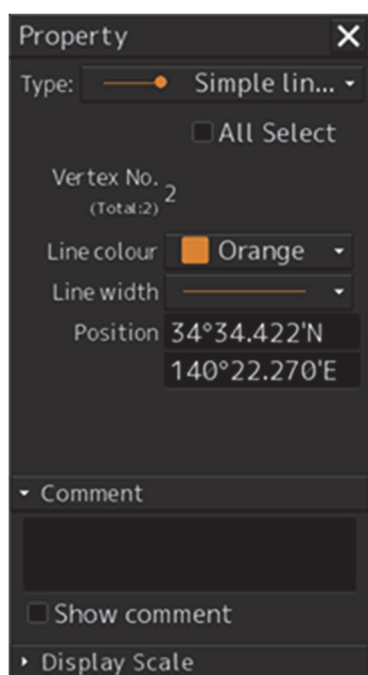 Property
Type: Simple lin...
All Select
Vertex No. 2
(Total:2)
Line colour Orange
Line width
Position 34°34.422'N
140°22.270'E
Comment
Show comment
Display Scale